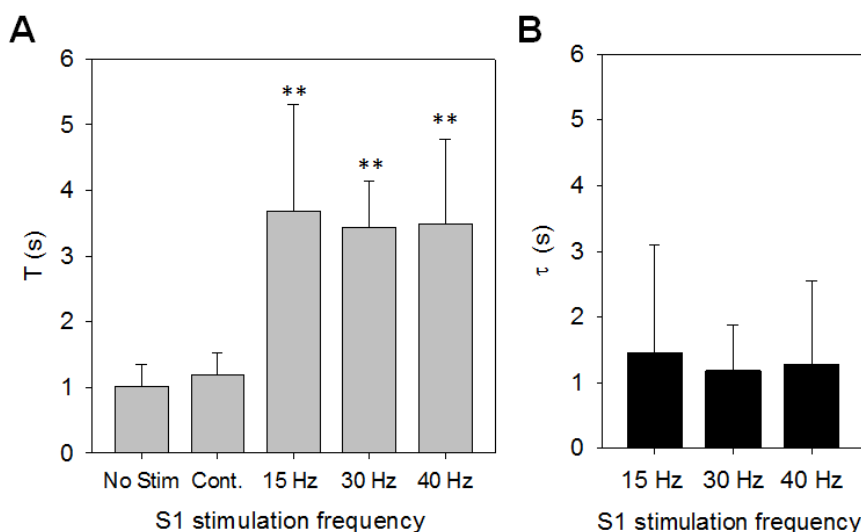 A
6
5
4
3
2
1
0
T (s)
**
**
**
No Stim Cont. 15 Hz 30 Hz 40 Hz
S1 stimulation frequency
B
6
5
4
3
2
1
0
τ (s)
15 Hz 30 Hz 40 Hz
S1 stimulation frequency